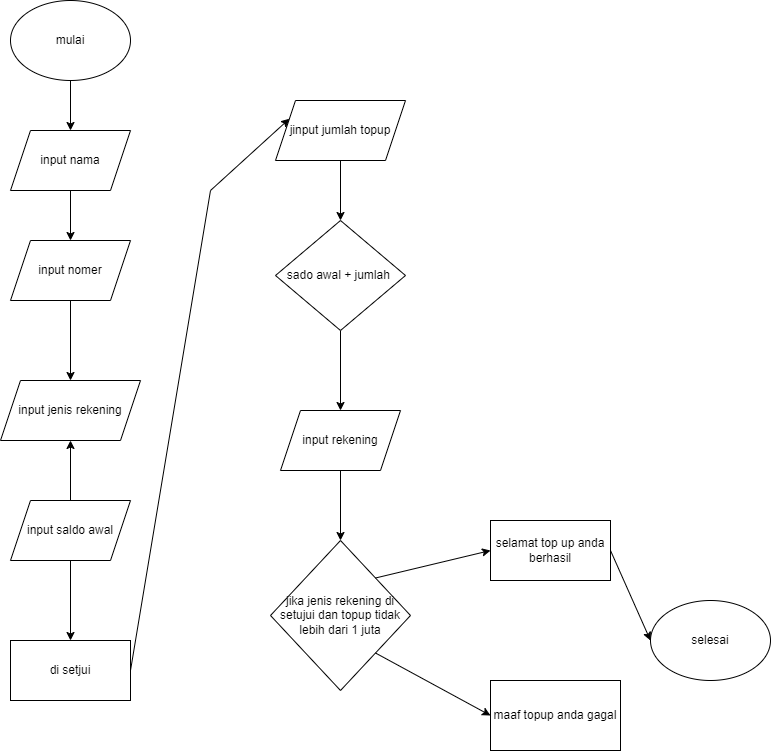 mulai
input nama
input nomer
input jenis rekening
input saldo awal
di setjui
jinput jumlah topup
sado awal + jumlah
input rekening
jika jenis rekening di
setujui dan topup tidak
lebih dari 1 juta
selamat top up anda
berhasil
maaf topup anda gagal
selesai